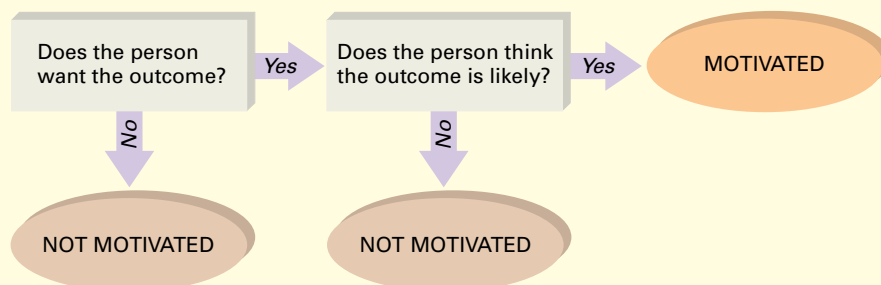 Does the person
want the outcome?
Yes
Does the person think
the outcome is likely?
Yes
MOTIVATED
No
No
NOT MOTIVATED
NOT MOTIVATED